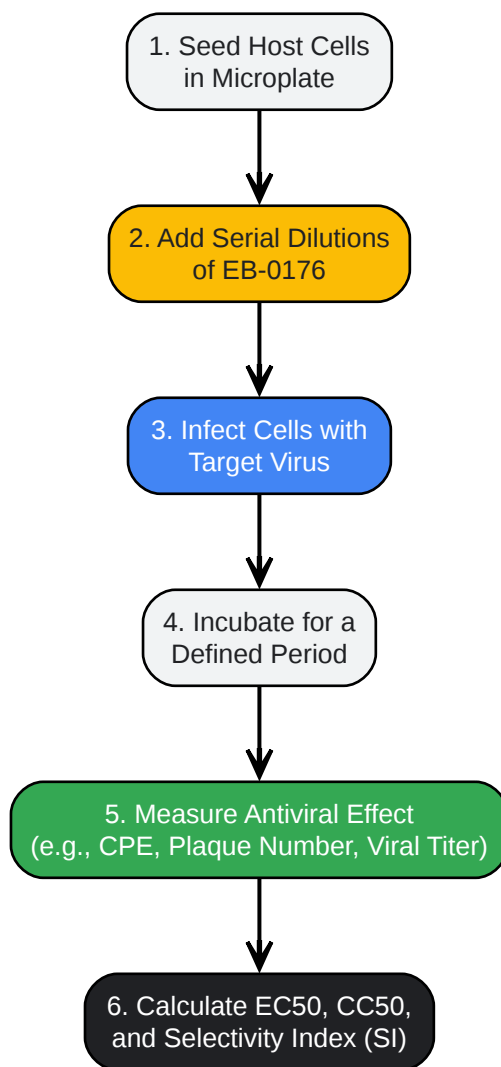 1. Seed Host Cells
in Microplate
2. Add Serial Dilutions
of EB-0176
3. Infect Cells with
Target Virus
4. Incubate for a
Defined Period
5. Measure Antiviral Effect
(e.g., CPE, Plaque Number, Viral Titer)
6. Calculate EC50, CC50,
and Selectivity Index (SI)